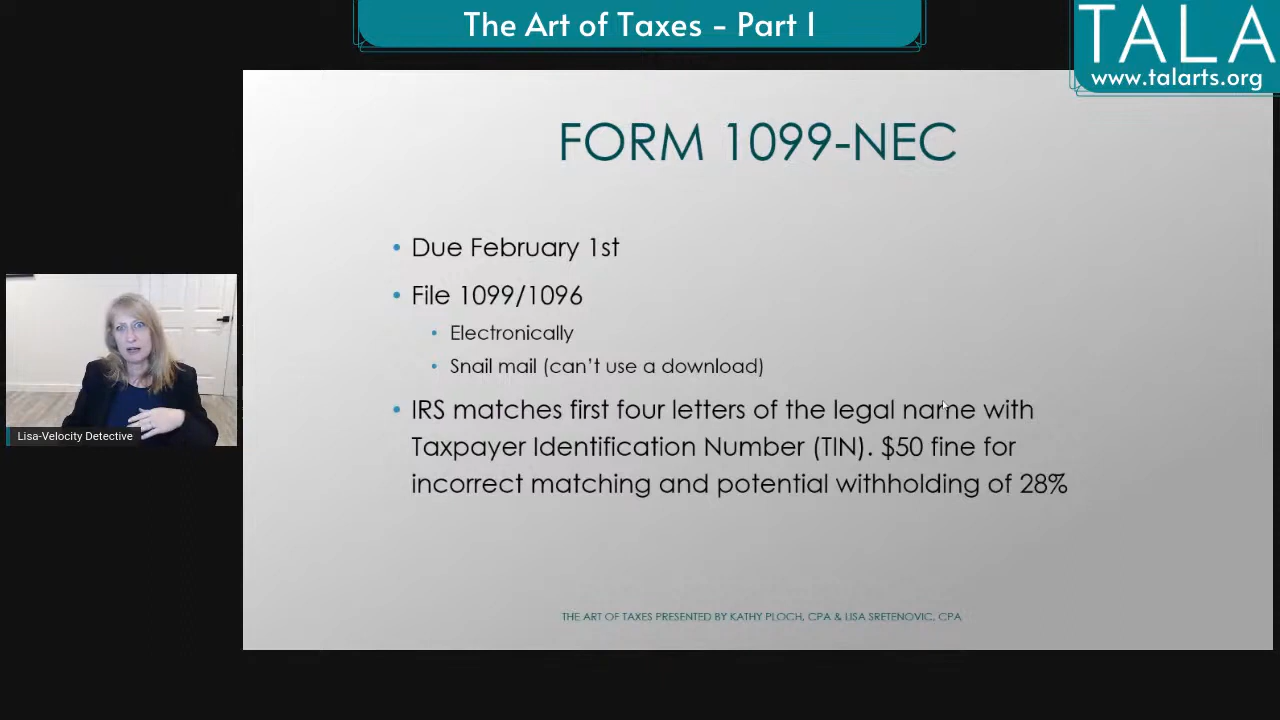 The Art of Taxes - Part 1
TALA
www.talarts.org
FORM 1099-NEC
• Due February 1st
• File 1099/1096
• Electronically
• Snail mail (can’t use a download)
• IRS matches first four letters of the legal name with
Taxpayer Identification Number (TIN). $50 fine for
incorrect matching and potential withholding of 28%
Lisa-Velocity Detective
THE ART OF TAXES PRESENTED BY KATHY PLOCH, CPA & LISA SRETENOVIC, CPA